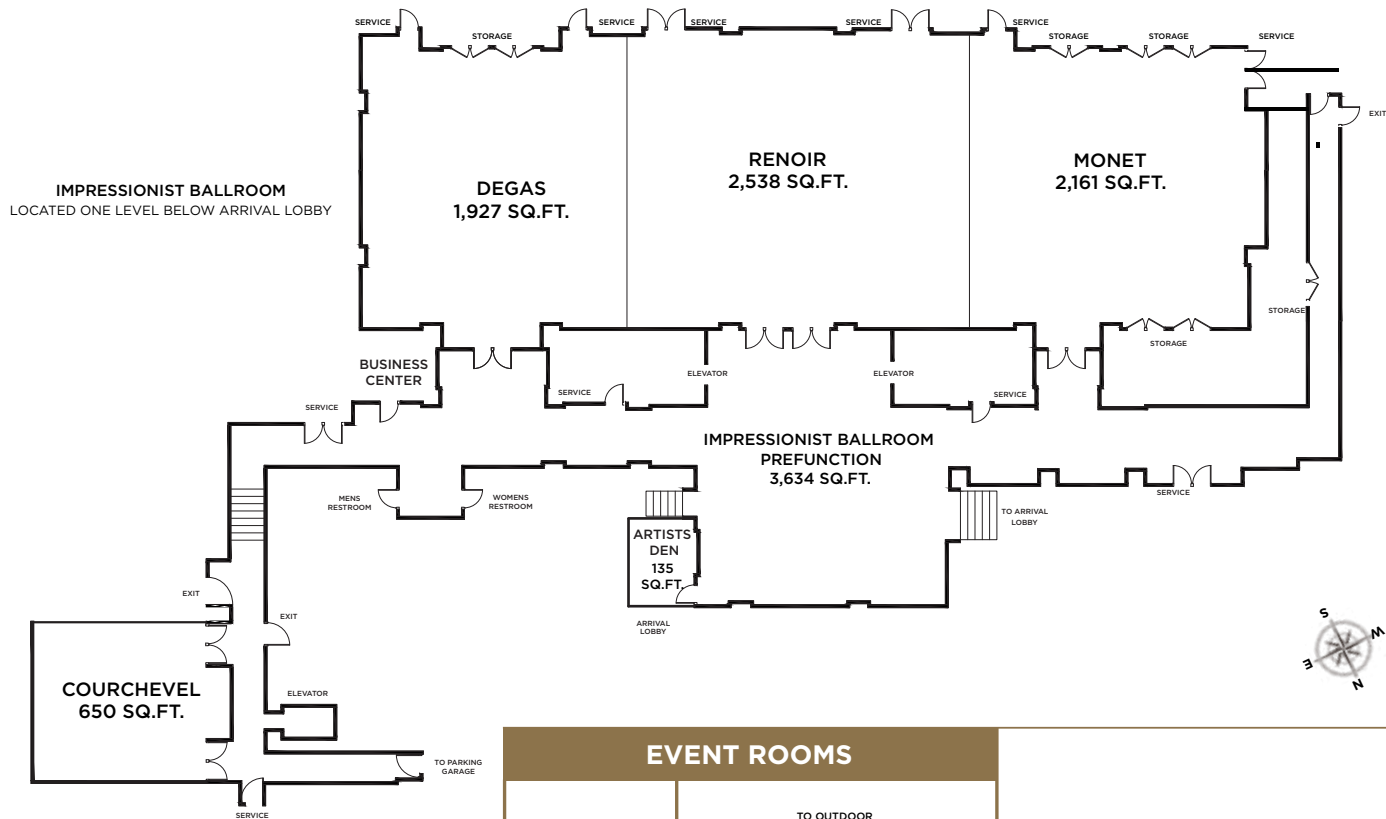 SERVICE
SERVICE
SERVICE
SERVICE
SERVICE
STORAGE
STORAGE
STORAGE
SERVICE
EXIT
RENOIR
2,538 SQ.FT.
MONET
2,161 SQ.FT.
DEGAS
1,927 SQ.FT.
IMPRESSIONIST BALLROOM
LOCATED ONE LEVEL BELOW ARRIVAL LOBBY
STORAGE
STORAGE
BUSINESS
CENTER
ELEVATOR
ELEVATOR
SERVICE
SERVICE
SERVICE
IMPRESSIONIST BALLROOM
PREFUNCTION
3,634 SQ.FT.
MENS
RESTROOM
WOMENS
RESTROOM
SERVICE
TO ARRIVAL
LOBBY
ARTISTS
DEN
135
SQ.FT.
EXIT
EXIT
ARRIVAL
LOBBY
S
W
E
N
COURCHEVEL
650 SQ.FT.
ELEVATOR
TO PARKING
GARAGE
SERVICE
EVENT ROOMS
TO OUTDOOR